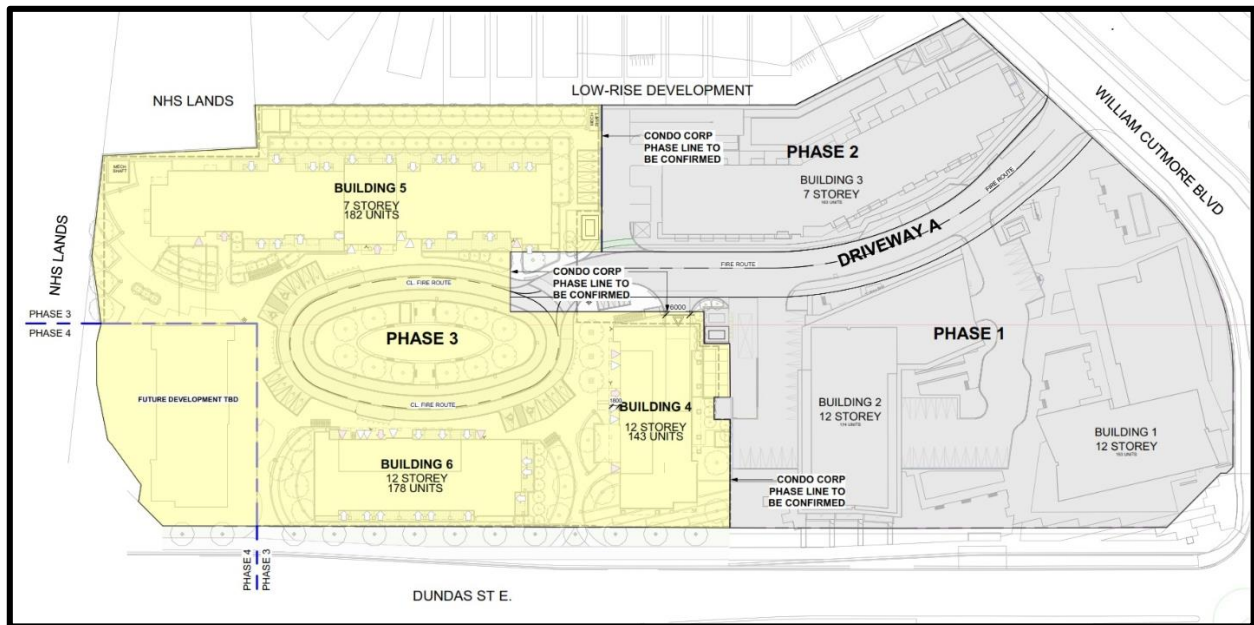 NHS LANDS
LOW-RISE DEVELOPMENT
WILLIAM CUTMORE BLVD
CONDO CORP
PHASE LINE TO
BE CONFIRMED
PHASE 2
BUILDING 3
7 STOREY
FIRE ROUTE
BUILDING 5
7 STOREY
182 UNITS
NHS LANDS
DRIVEWAY A
FIRE ROUTE
CONDO CORP
PHASE LINE TO
BE CONFIRMED
CL. FIRE ROUTE
6000
PHASE 3
PHASE 4
PHASE 3
PHASE 1
FUTURE DEVELOPMENT TBD
CL. FIRE ROUTE
1800
BUILDING 4
12 STOREY
143 UNITS
BUILDING 2
12 STOREY
BUILDING 1
12 STOREY
BUILDING 6
12 STOREY
178 UNITS
CONDO CORP
PHASE LINE TO
BE CONFIRMED
PHASE 4
PHASE 3
DUNDAS ST E.